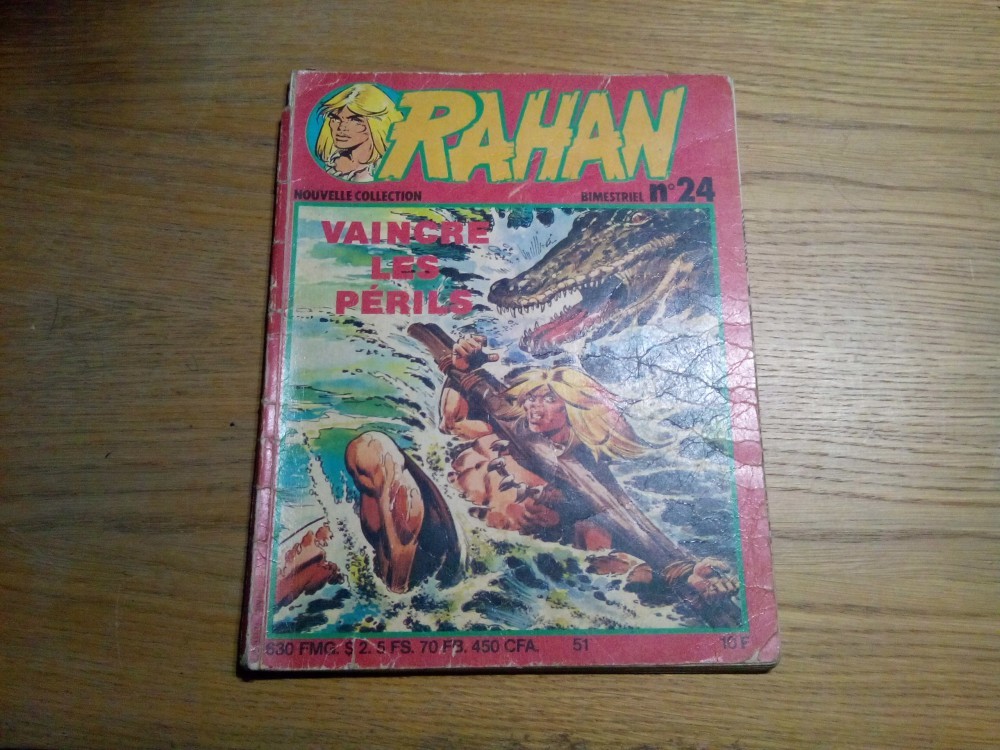 RAHAN
NOUVELLE COLLECTION BIMESTRIEL n°24
VAINCRE
LES
PÉRILS
630 FMG. $ 2. 5 FS. 70 FB. 450 CFA. 51 10 F